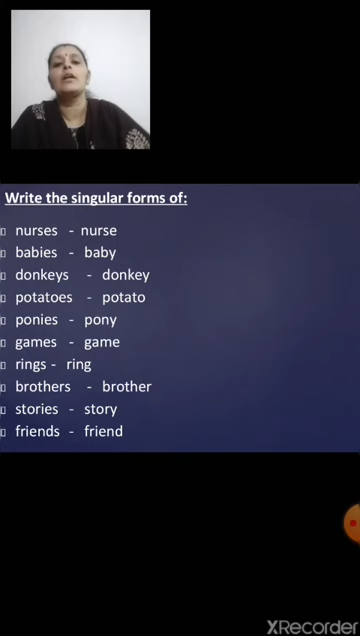 Write the singular forms of:
nurses - nurse
babies - baby
donkeys - donkey
potatoes - potato
ponies - pony
games - game
rings - ring
brothers - brother
stories - story
friends - friend
XRecorder